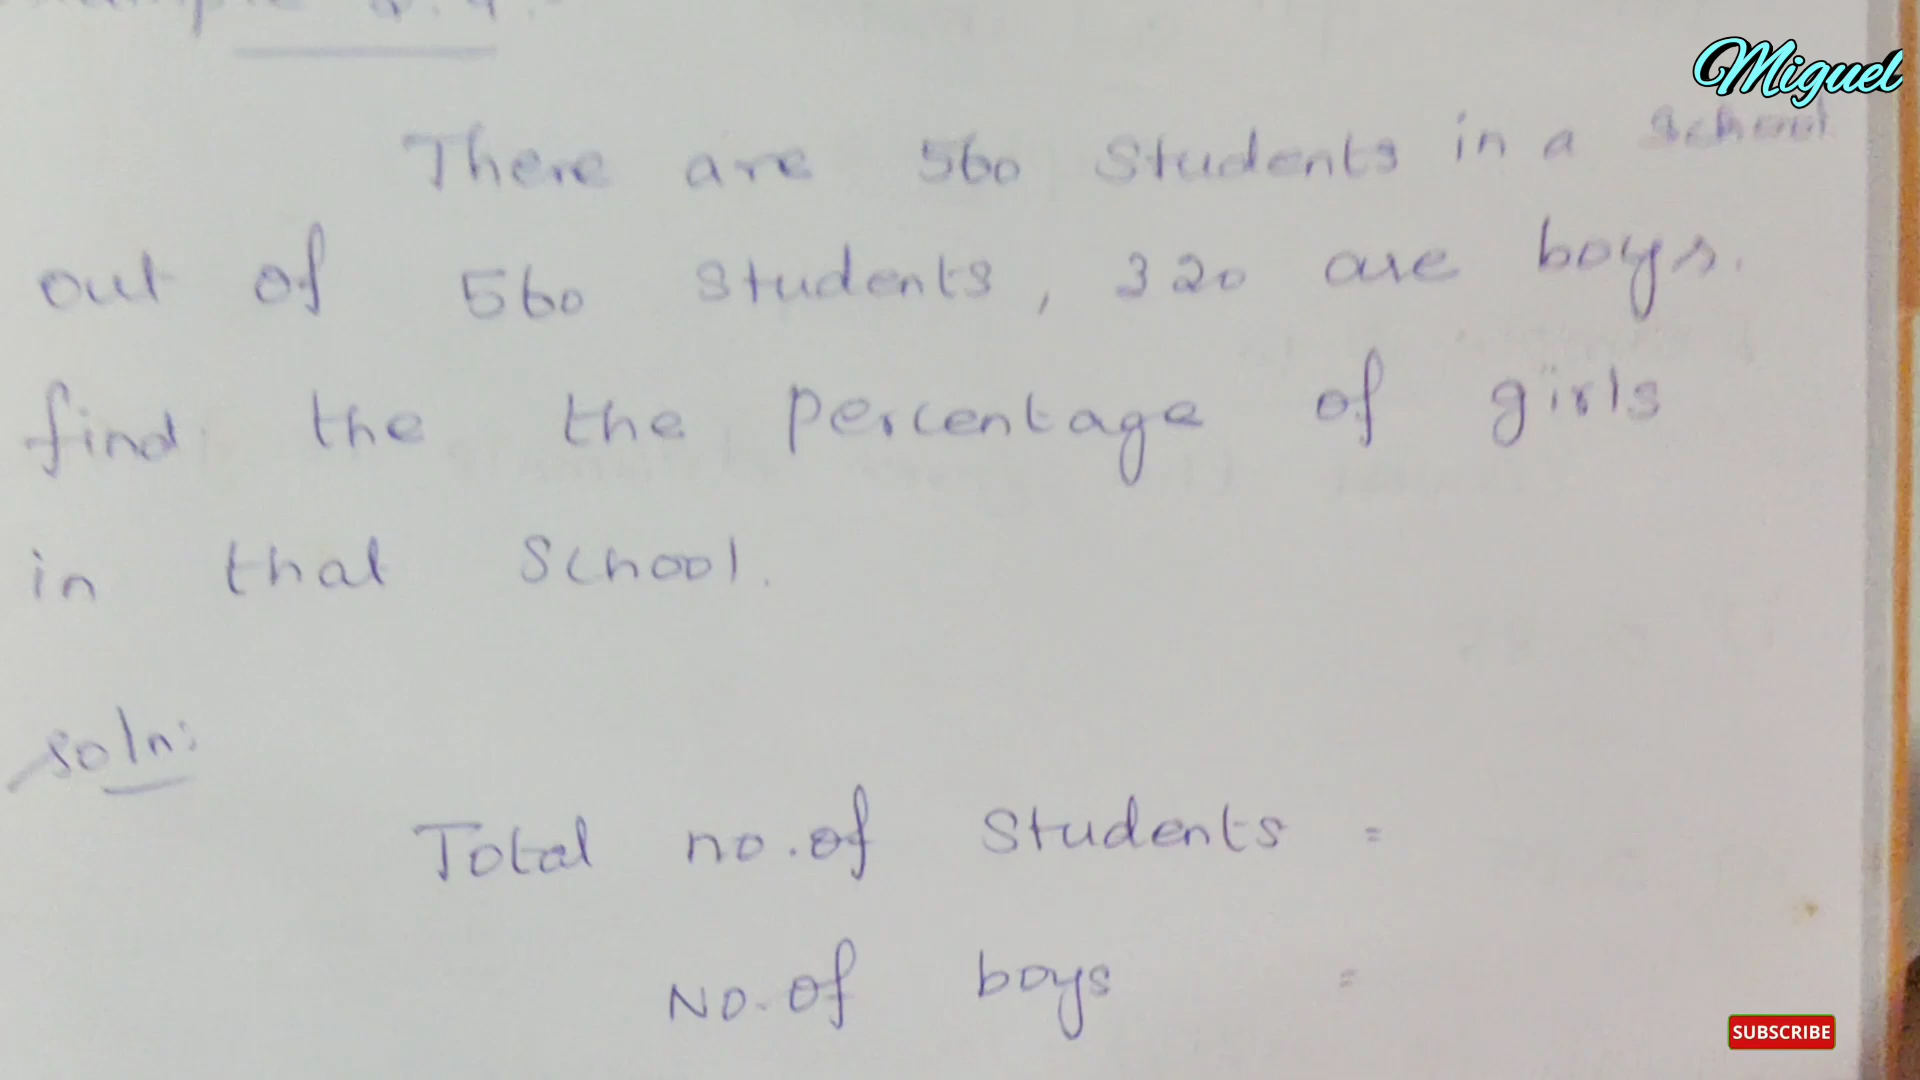 Miguel
There are 560 Students in a School
out of 560 Students, 320 are boys.
find the the percentage of girls
in that School.
Soln:
Total no. of Students =
No. of boys =
SUBSCRIBE